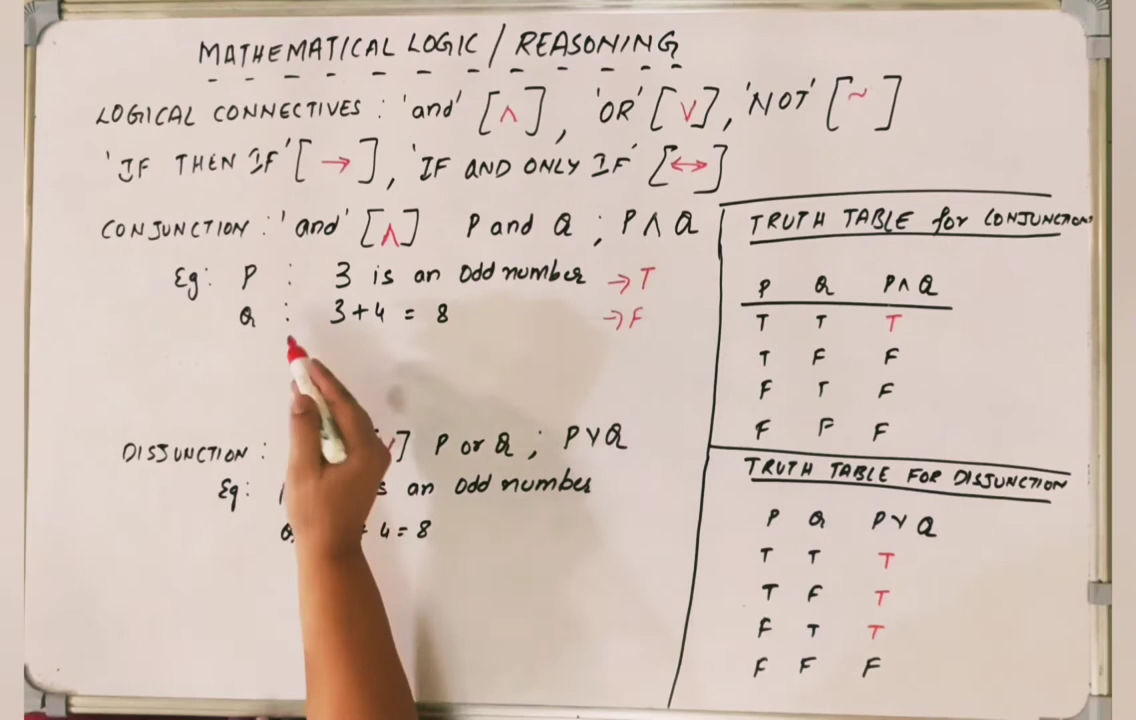 MATHEMATICAL LOGIC / REASONING
LOGICAL CONNECTIVES : 'and' [∧], 'OR' [∨], 'NOT' [~]
'IF THEN IF' [→], 'IF AND ONLY IF' [↔]
CONJUNCTION : 'and' [∧] P and Q ; P ∧ Q
Eg: P : 3 is an odd number → T
Q : 3 + 4 = 8 → F
DISJUNCTION : ] P or Q ; P ∨ Q
Eg: an odd number
Q 4 = 8
TRUTH TABLE for CONJUNCTION
P Q P ∧ Q
T T T
T F F
F T F
F F F
TRUTH TABLE FOR DISJUNCTION
P Q P ∨ Q
T T T
T F T
F T T
F F F